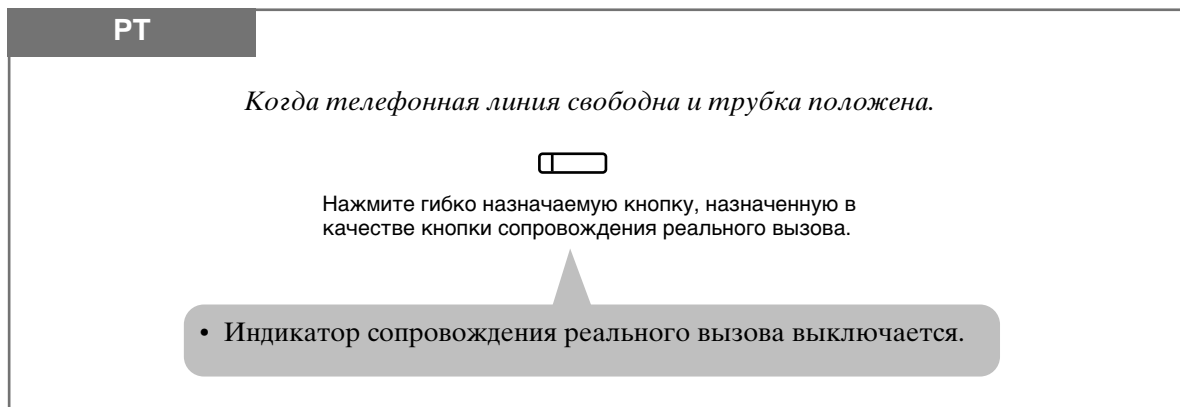 РТ
Когда телефонная линия свободна и трубка положена.
Нажмите гибко назначаемую кнопку, назначенную в
качестве кнопки сопровождения реального вызова.
• Индикатор сопровождения реального вызова выключается.